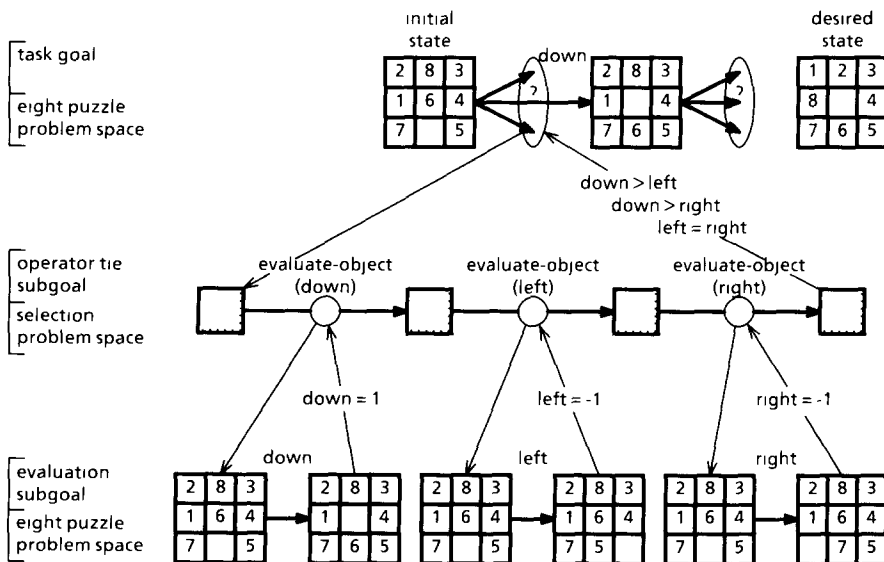 initial
state
desired
state
task goal
down
2 8 3
1 6 4
7 5
?
2 8 3
1 4
7 6 5
?
1 2 3
8 4
7 6 5
eight puzzle
problem space
down > left
down > right
left = right
operator tie
subgoal
selection
problem space
evaluate-object
(down)
evaluate-object
(left)
evaluate-object
(right)
down = 1
left = -1
right = -1
evaluation
subgoal
eight puzzle
problem space
down
2 8 3
1 6 4
7 5
2 8 3
1 4
7 6 5
left
2 8 3
1 6 4
7 5
2 8 3
1 6 4
7 5
right
2 8 3
1 6 4
7 5
2 8 3
1 6 4
7 5